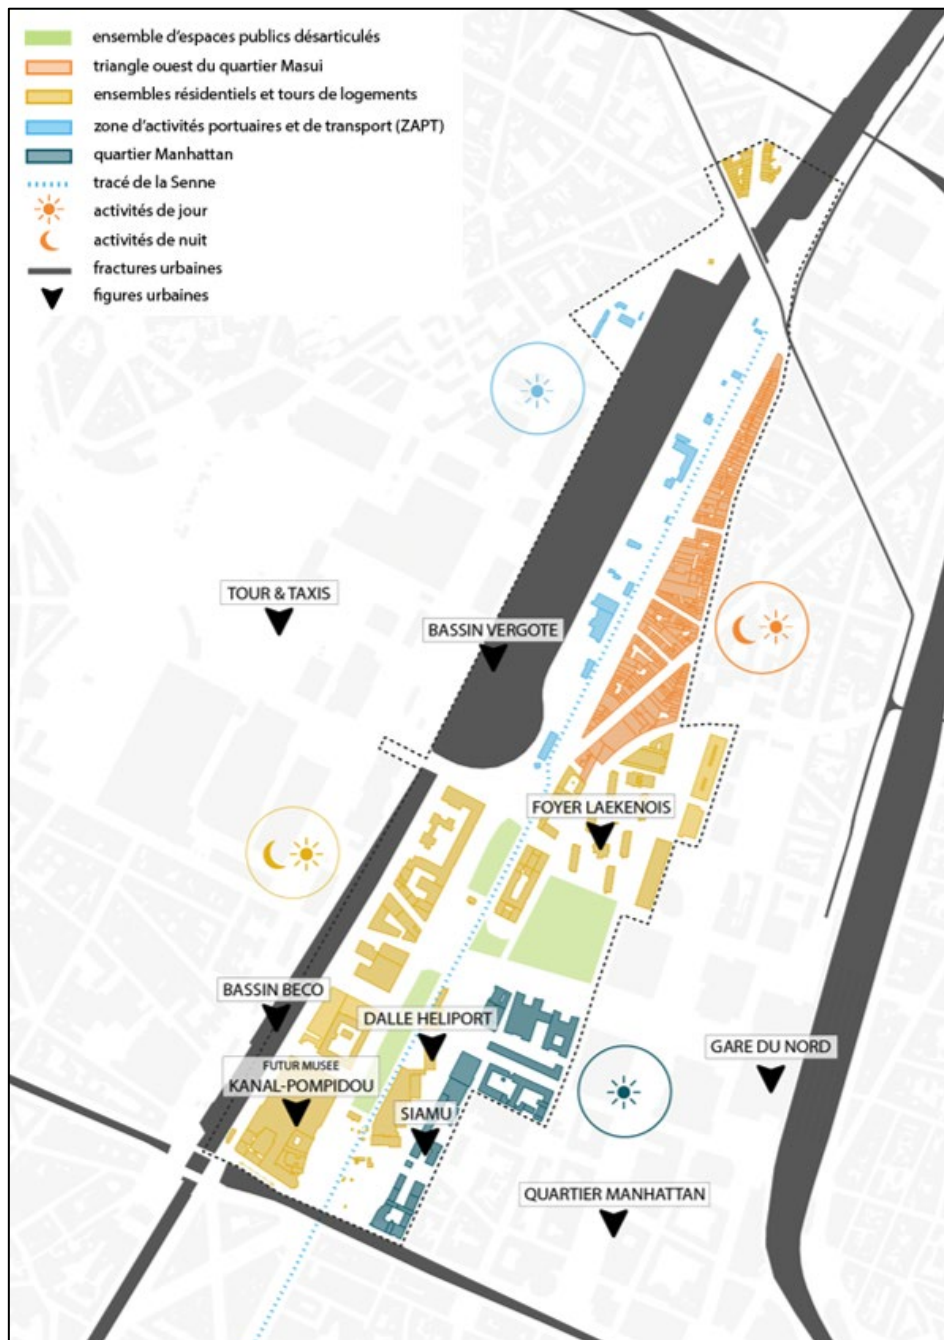 ensemble d'espaces publics désarticulés
triangle ouest du quartier Masui
ensembles résidentiels et tours de logements
zone d'activités portuaires et de transport (ZAPT)
quartier Manhattan
tracé de la Senne
activités de jour
activités de nuit
fractures urbaines
figures urbaines
TOUR & TAXIS
BASSIN VERGOTE
FOYER LAEKENOIS
BASSIN BECO
DALLE HELIPORT
FUTUR MUSEE
KANAL-POMPIDOU
GARE DU NORD
SIAMU
QUARTIER MANHATTAN